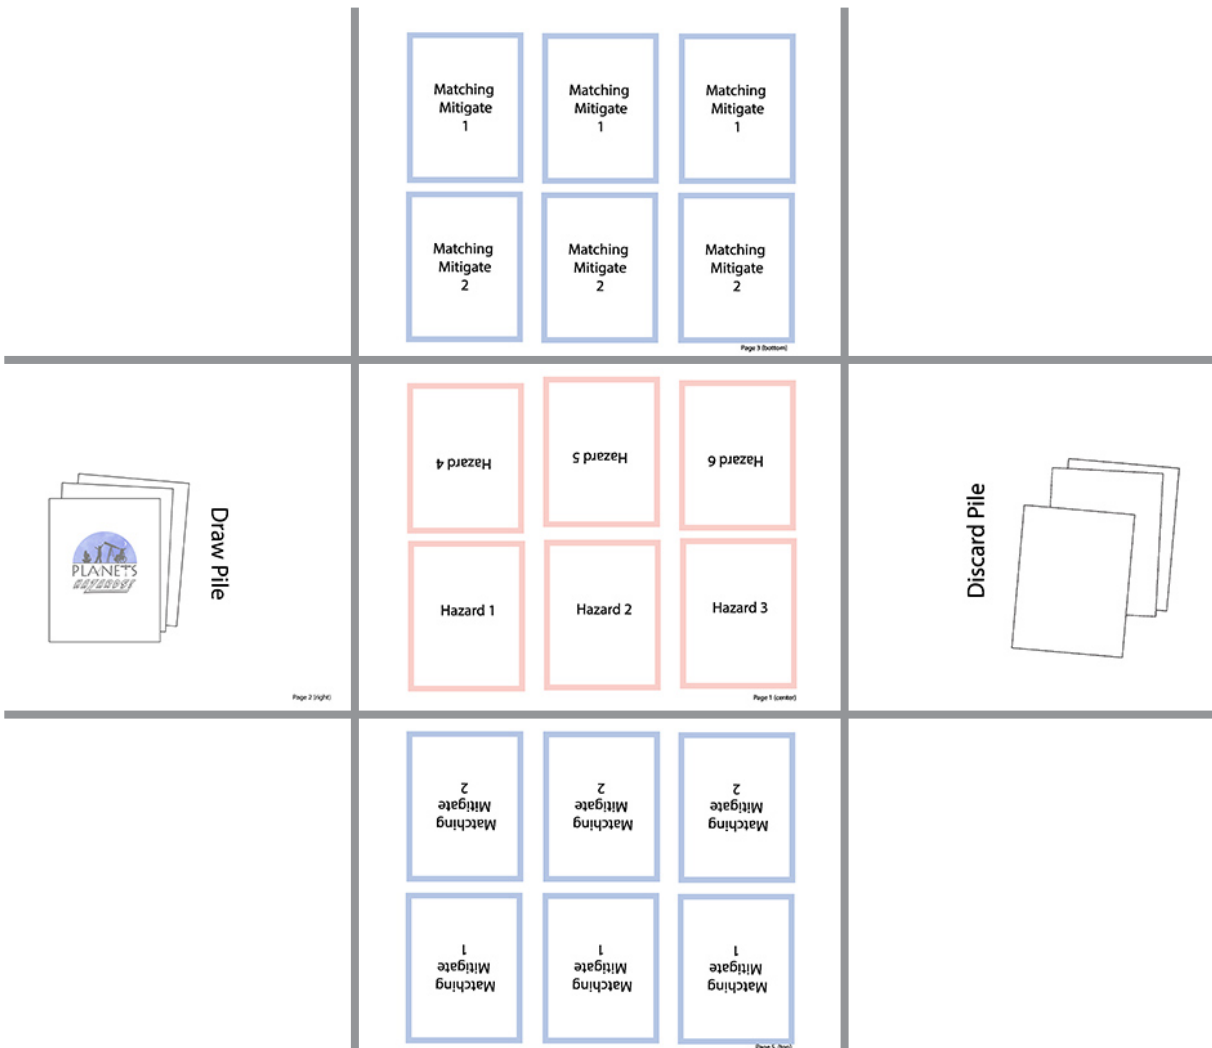 Matching
Mitigate
1
Matching
Mitigate
1
Matching
Mitigate
1
Matching
Mitigate
2
Matching
Mitigate
2
Matching
Mitigate
2
Page 3 (bottom)
Hazard 4
Hazard 5
Hazard 6
Draw Pile
PLANETS
Discard Pile
Hazard 1
Hazard 2
Hazard 3
Page 2 (right)
Page 1 (center)
Matching
Mitigate
2
Matching
Mitigate
2
Matching
Mitigate
2
Matching
Mitigate
1
Matching
Mitigate
1
Matching
Mitigate
1